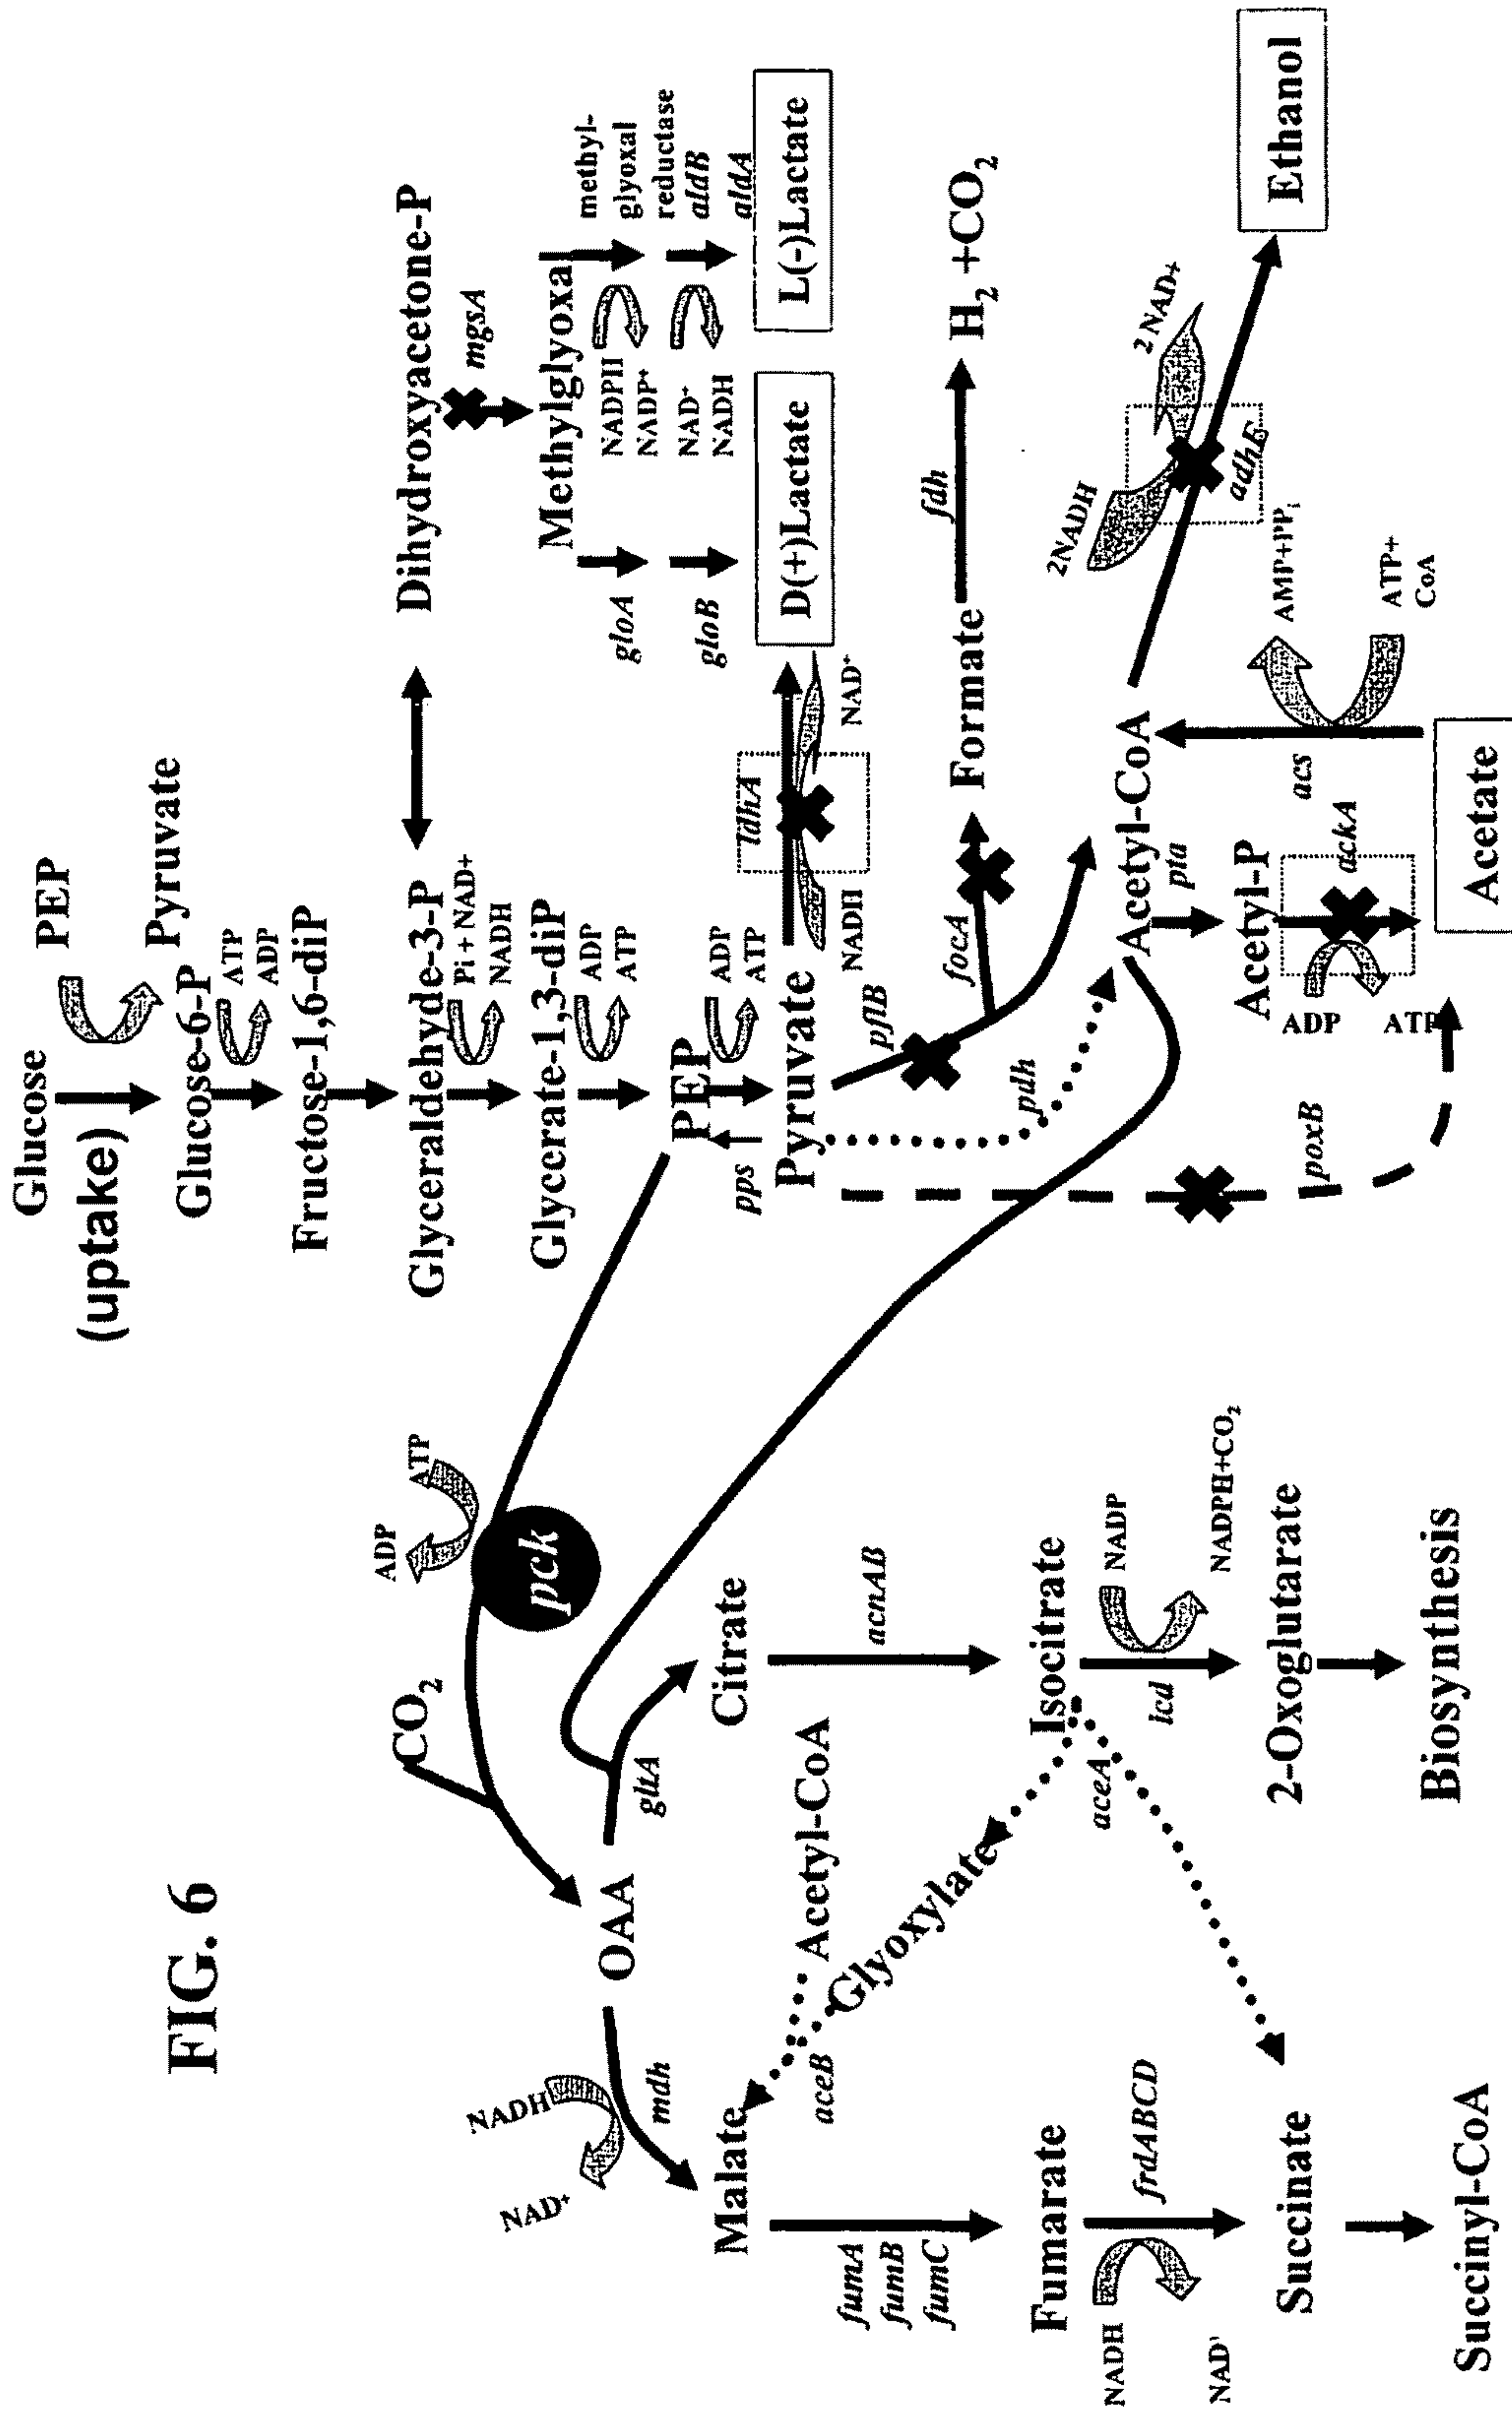 FIG. 6
Glucose
(uptake)
PEP
Pyruvate
Glucose-6-P
ATP
ADP
Fructose-1,6-diP
Glyceraldehyde-3-P
Dihydroxyacetone-P
Pi + NAD+
NADH
mgsA
Glycerate-1,3-diP
Methylglyoxal
ADP
ATP
gloA
gloB
NADPH
NADP+
NAD+
NADH
methyl-
glyoxal
reductase
aldB
aldA
PEP
ADP
ATP
pps
Pyruvate
ldhA
NADH
NAD+
D(+)Lactate
L(-)Lactate
pflB
focA
Formate
fdh
H2 +CO2
pdh
Acetyl-CoA
2NADH
2 NAD+
adhE
Ethanol
pta
Acetyl-P
ackA
ADP
ATP
acs
AMP+PPi
ATP+
CoA
poxB
Acetate
CO2
ADP
ATP
pck
OAA
gltA
NADH
NAD+
mdh
Malate
Acetyl-CoA
Citrate
acnAB
aceB
Glyoxylate
fumA
fumB
fumC
Fumarate
Isocitrate
NADH
NAD+
frdABCD
aceA
icd
NADP
NADPH+CO2
Succinate
2-Oxoglutarate
Succinyl-CoA
Biosynthesis